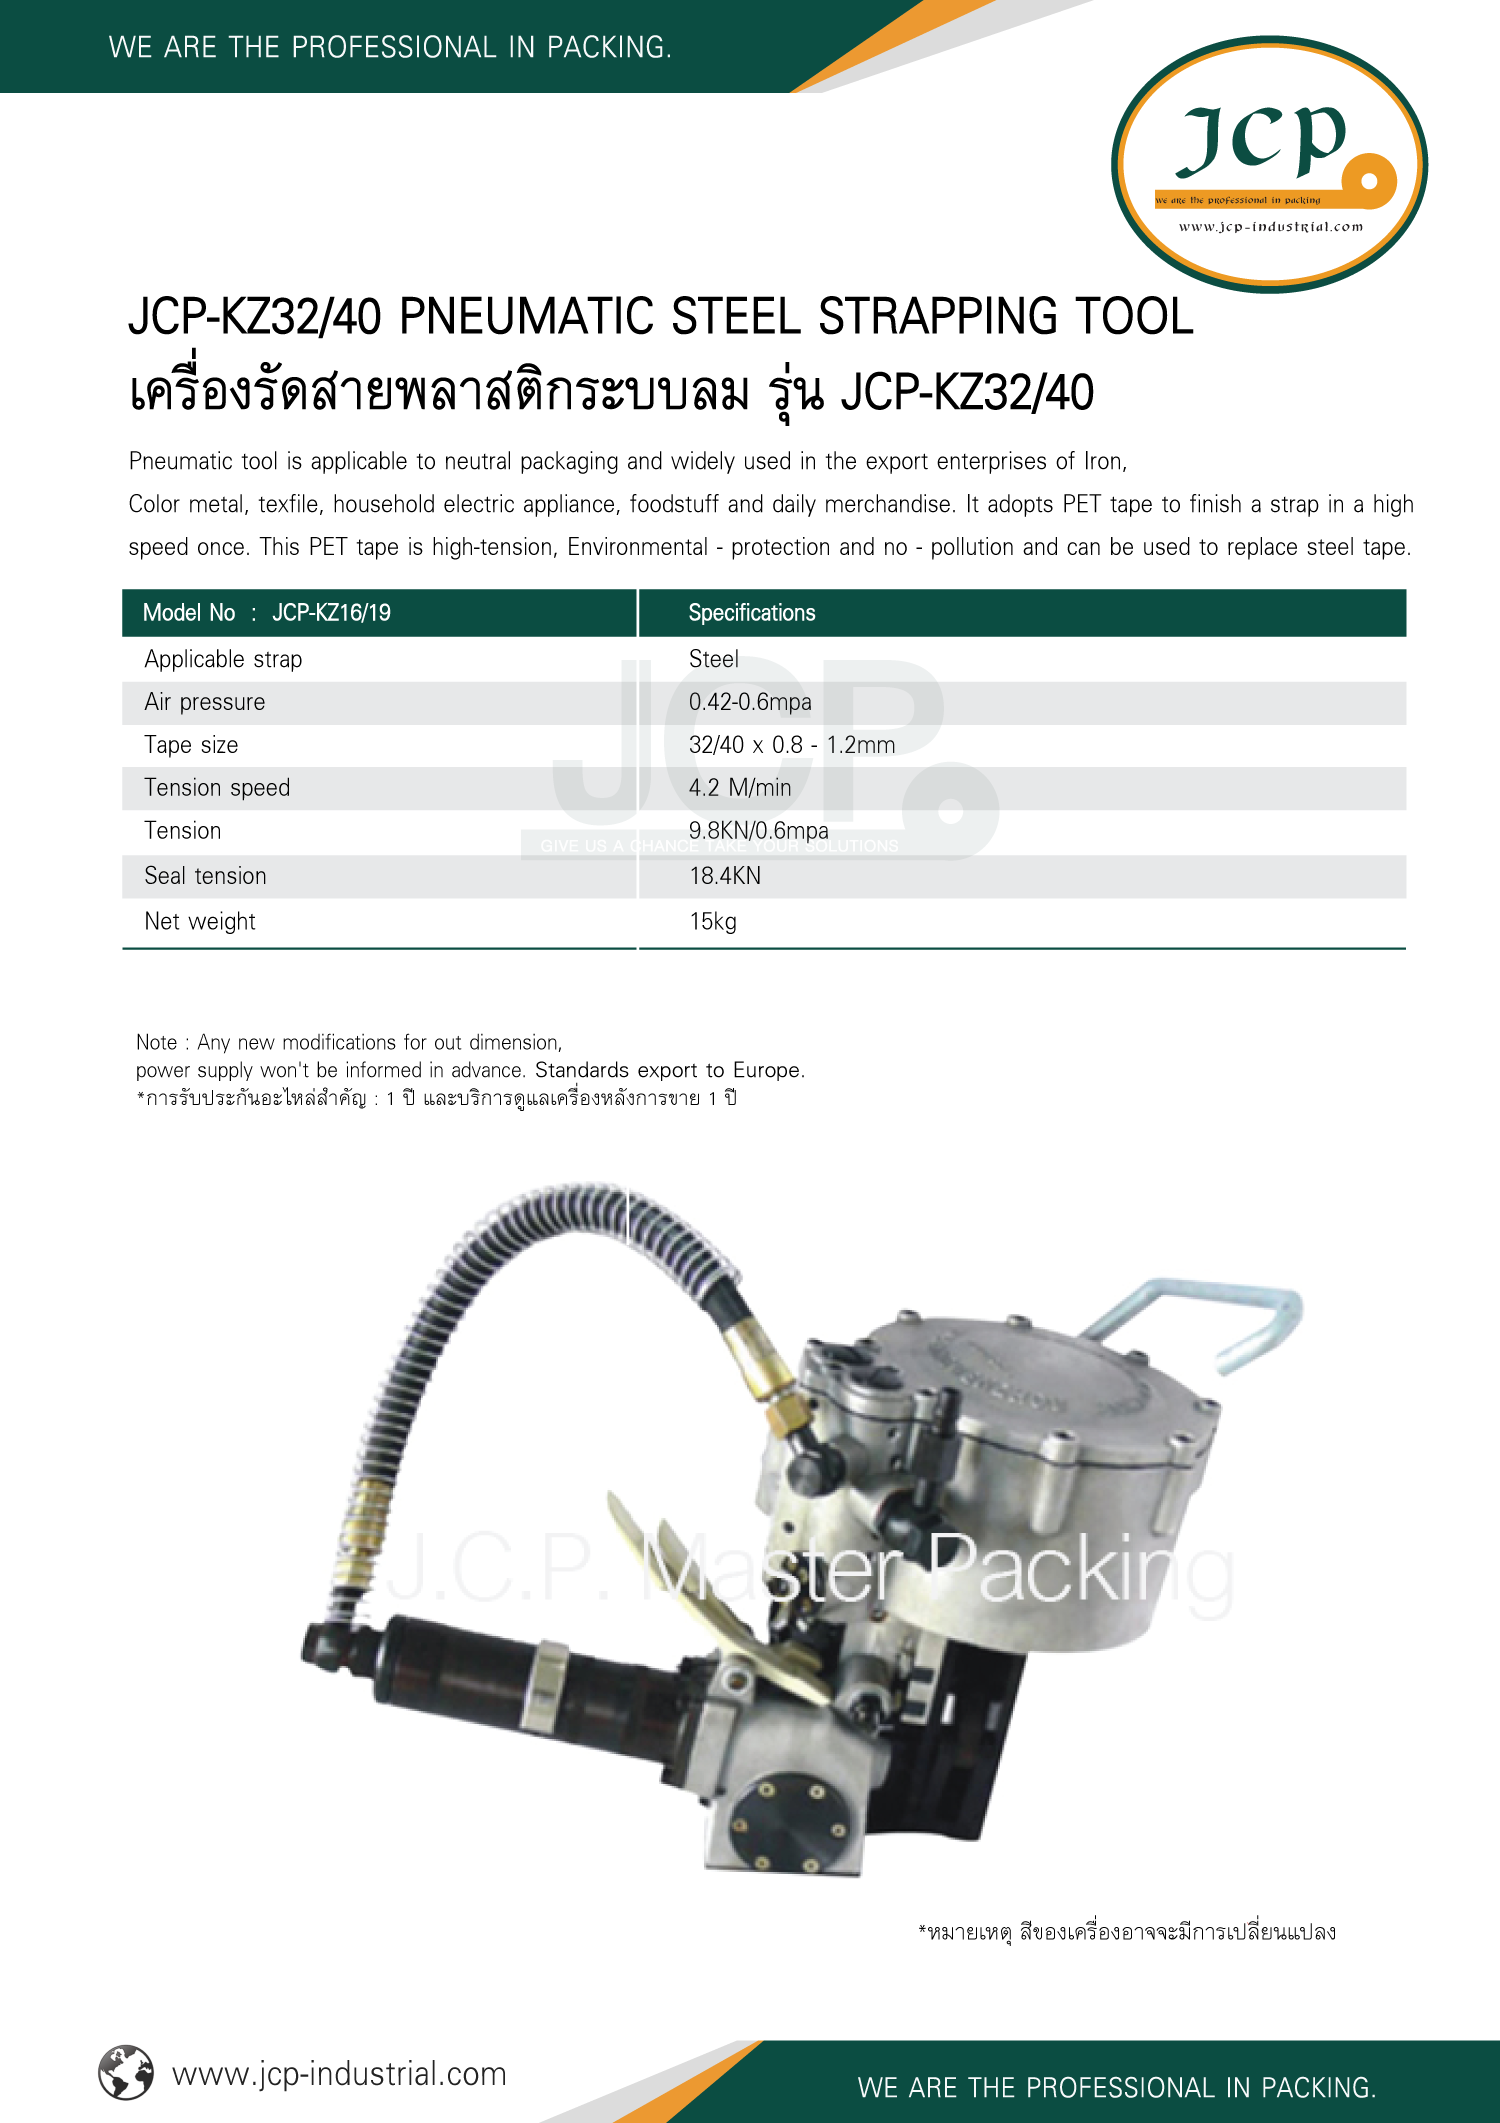 WE ARE THE PROFESSIONAL IN PACKING.
JCP
we are the professional in packing
www.jcp-industrial.com
JCP-KZ32/40 PNEUMATIC STEEL STRAPPING TOOL
เครื่องรัดสายพลาสติกระบบลม รุ่น JCP-KZ32/40
Pneumatic tool is applicable to neutral packaging and widely used in the export enterprises of Iron,
Color metal, texfile, household electric appliance, foodstuff and daily merchandise. It adopts PET tape to finish a strap in a high
speed once. This PET tape is high-tension, Environmental - protection and no - pollution and can be used to replace steel tape.
Model No : JCP-KZ16/19 Specifications
Applicable strap Steel
Air pressure 0.42-0.6mpa
Tape size 32/40 x 0.8 - 1.2mm
Tension speed 4.2 M/min
Tension 9.8KN/0.6mpa
Seal tension 18.4KN
Net weight 15kg
JCP
GIVE US A CHANCE TAKE YOUR SOLUTIONS
Note : Any new modifications for out dimension,
power supply won't be informed in advance. Standards export to Europe.
*การรับประกันอะไหล่สำคัญ : 1 ปี และบริการดูแลเครื่องหลังการขาย 1 ปี
J.C.P. Master Packing
*หมายเหตุ สีของเครื่องอาจจะมีการเปลี่ยนแปลง
www.jcp-industrial.com
WE ARE THE PROFESSIONAL IN PACKING.